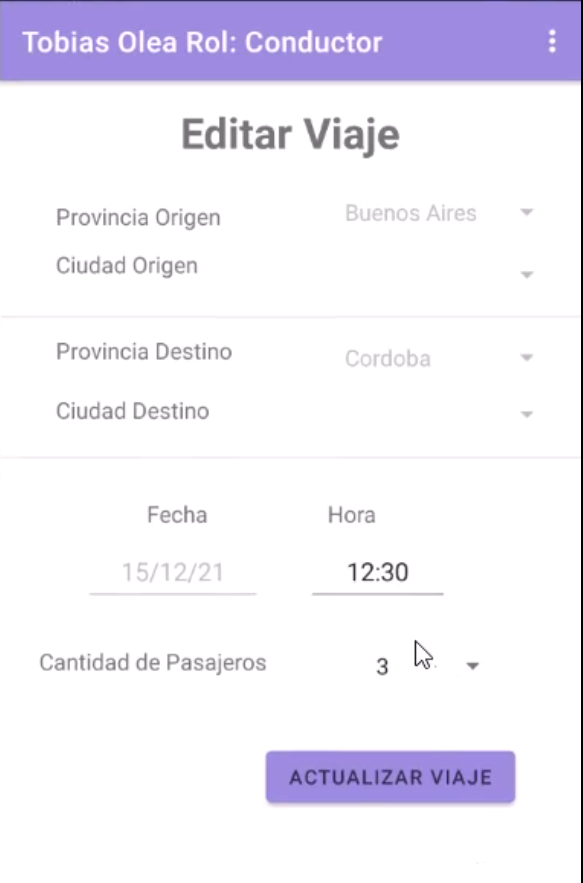 Tobias Olea Rol: Conductor
Editar Viaje
Provincia Origen Buenos Aires
Ciudad Origen
Provincia Destino Cordoba
Ciudad Destino
Fecha Hora
15/12/21 12:30
Cantidad de Pasajeros 3
ACTUALIZAR VIAJE